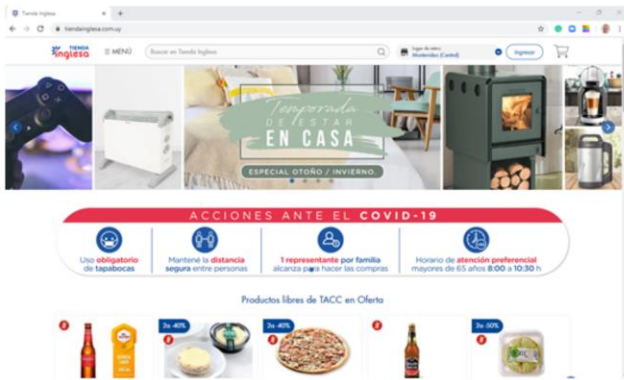 Tienda Inglesa
tiendainglesa.com.uy
TIENDA
inglesa
MENÚ
Buscar en Tienda Inglesa
lugar de retiro:
Montevideo (Central)
Ingresar
Temporada
DE ESTAR
EN CASA
ESPECIAL OTOÑO / INVIERNO.
ACCIONES ANTE EL COVID-19
Uso obligatorio
de tapabocas
Mantené la distancia
segura entre personas
1 representante por familia
alcanza para hacer las compras
Horario de atención preferencial
mayores de 65 años 8:00 a 10:30 h
Productos libres de TACC en Oferta
2a -40%
2a -40%
2a -50%